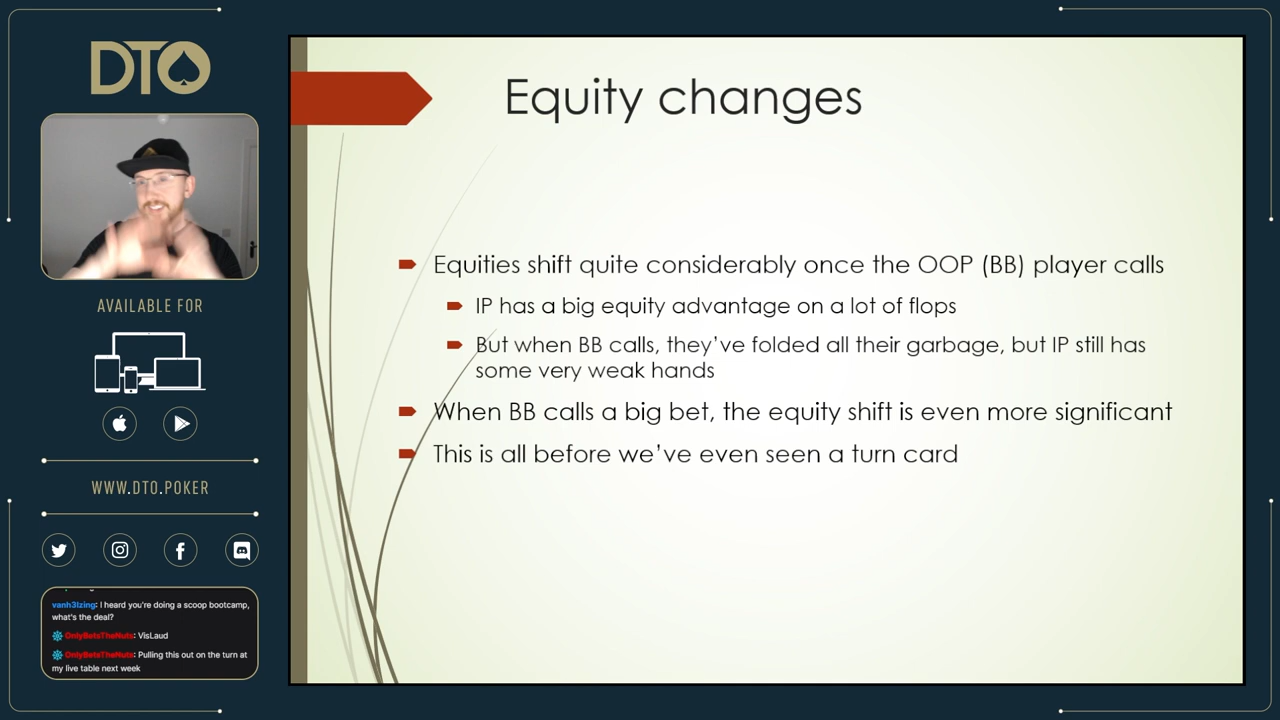 DTO
AVAILABLE FOR
WWW.DTO.POKER
vanh3lzing: I heard you're doing a scoop bootcamp,
what's the deal?
OnlyBetsTheNuts: VisLaud
OnlyBetsTheNuts: Pulling this out on the turn at
my live table next week
Equity changes
Equities shift quite considerably once the OOP (BB) player calls
IP has a big equity advantage on a lot of flops
But when BB calls, they've folded all their garbage, but IP still has
some very weak hands
When BB calls a big bet, the equity shift is even more significant
This is all before we've even seen a turn card